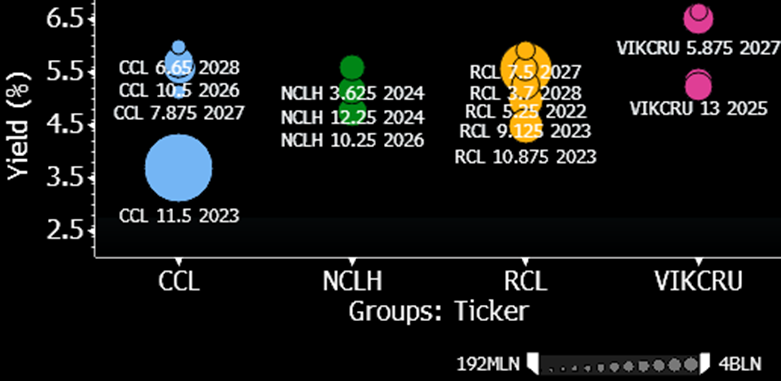 6.5
5.5
4.5
3.5
2.5
Yield (%)
CCL 6.65 2028
CCL 10.5 2026
CCL 7.875 2027
CCL 11.5 2023
NCLH 3.625 2024
NCLH 12.25 2024
NCLH 10.25 2026
RCL 7.5 2027
RCL 3.7 2028
RCL 5.25 2022
RCL 9.125 2023
RCL 10.875 2023
VIKCRU 5.875 2027
VIKCRU 13 2025
CCL NCLH RCL VIKCRU
Groups: Ticker
192MLN 4BLN